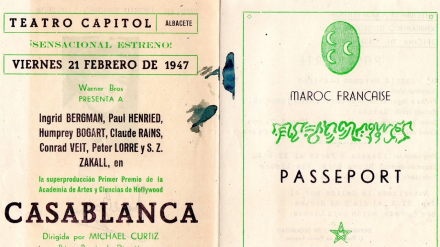 TEATRO CAPITOL
ALBACETE
¡SENSACIONAL ESTRENO!
VIERNES 21 FEBRERO DE 1947
Warner Bros
PRESENTA A
Ingrid BERGMAN, Paul HENRIED,
Humprey BOGART, Claude RAINS,
Conrad VEIT, Peter LORRE y S. Z.
ZAKALL, en
la superproducción Primer Premio de la
Academia de Artes y Ciencias de Hollywood
CASABLANCA
Dirigida por MICHAEL CURTIZ
MAROC FRANCAISE
PASSEPORT